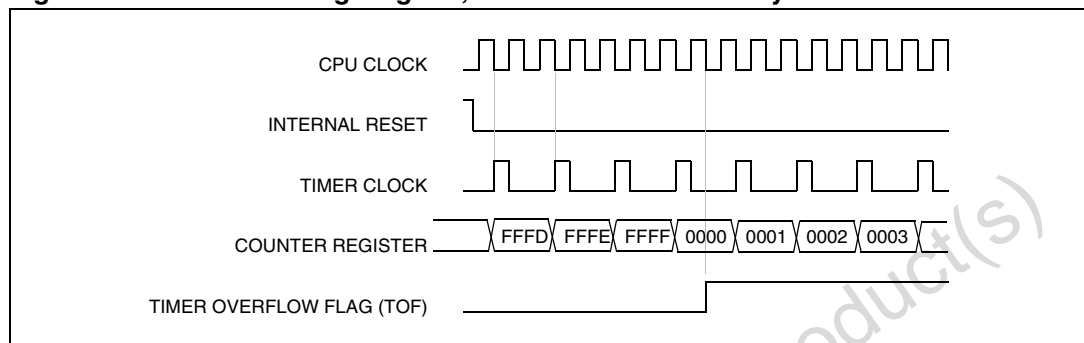 CPU CLOCK
INTERNAL RESET
TIMER CLOCK
COUNTER REGISTER
FFFD FFFE FFFF 0000 0001 0002 0003
TIMER OVERFLOW FLAG (TOF)
oduct(s)